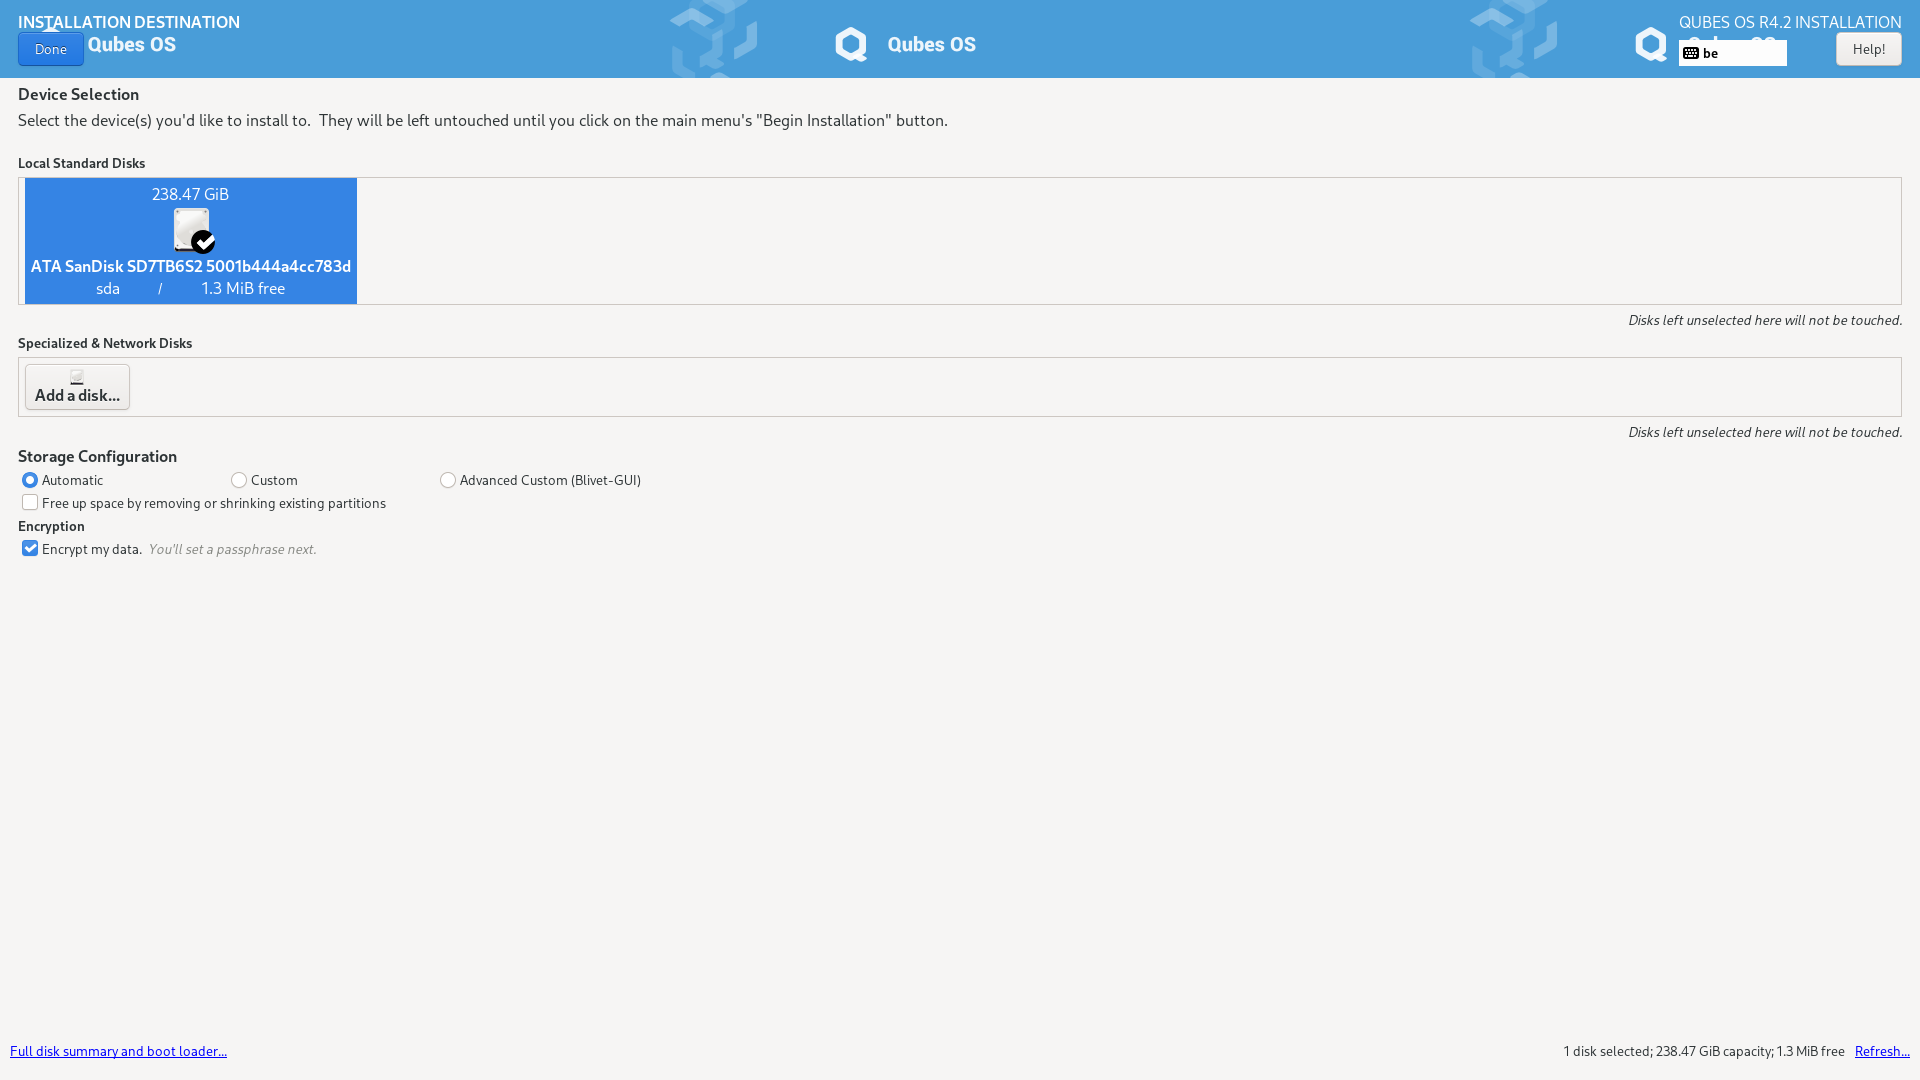 INSTALLATION DESTINATION
Done
Qubes OS
Qubes OS
QUBES OS R4.2 INSTALLATION
be
Help!
Device Selection
Select the device(s) you'd like to install to.  They will be left untouched until you click on the main menu's "Begin Installation" button.
Local Standard Disks
238.47 GiB
ATA SanDisk SD7TB6S2 5001b444a4cc783d
sda / 1.3 MiB free
Disks left unselected here will not be touched.
Specialized & Network Disks
Add a disk...
Disks left unselected here will not be touched.
Storage Configuration
Automatic
Custom
Advanced Custom (Blivet-GUI)
Free up space by removing or shrinking existing partitions
Encryption
Encrypt my data. You'll set a passphrase next.
Full disk summary and boot loader...
1 disk selected; 238.47 GiB capacity; 1.3 MiB free Refresh...